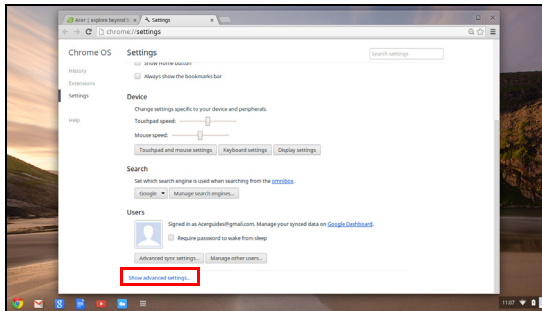 Acer | explore beyond li
Settings
chrome://settings
Chrome OS
Settings
Search settings
History
Extensions
Settings
Help
Show Home button
Always show the bookmarks bar
Device
Change settings specific to your device and peripherals.
Touchpad speed:
Mouse speed:
Touchpad and mouse settings
Keyboard settings
Display settings
Search
Set which search engine is used when searching from the omnibox.
Google
Manage search engines...
Users
Signed in as Acerguides@gmail.com. Manage your synced data on Google Dashboard.
Require password to wake from sleep
Advanced sync settings...
Manage other users...
Show advanced settings...
8
11:07